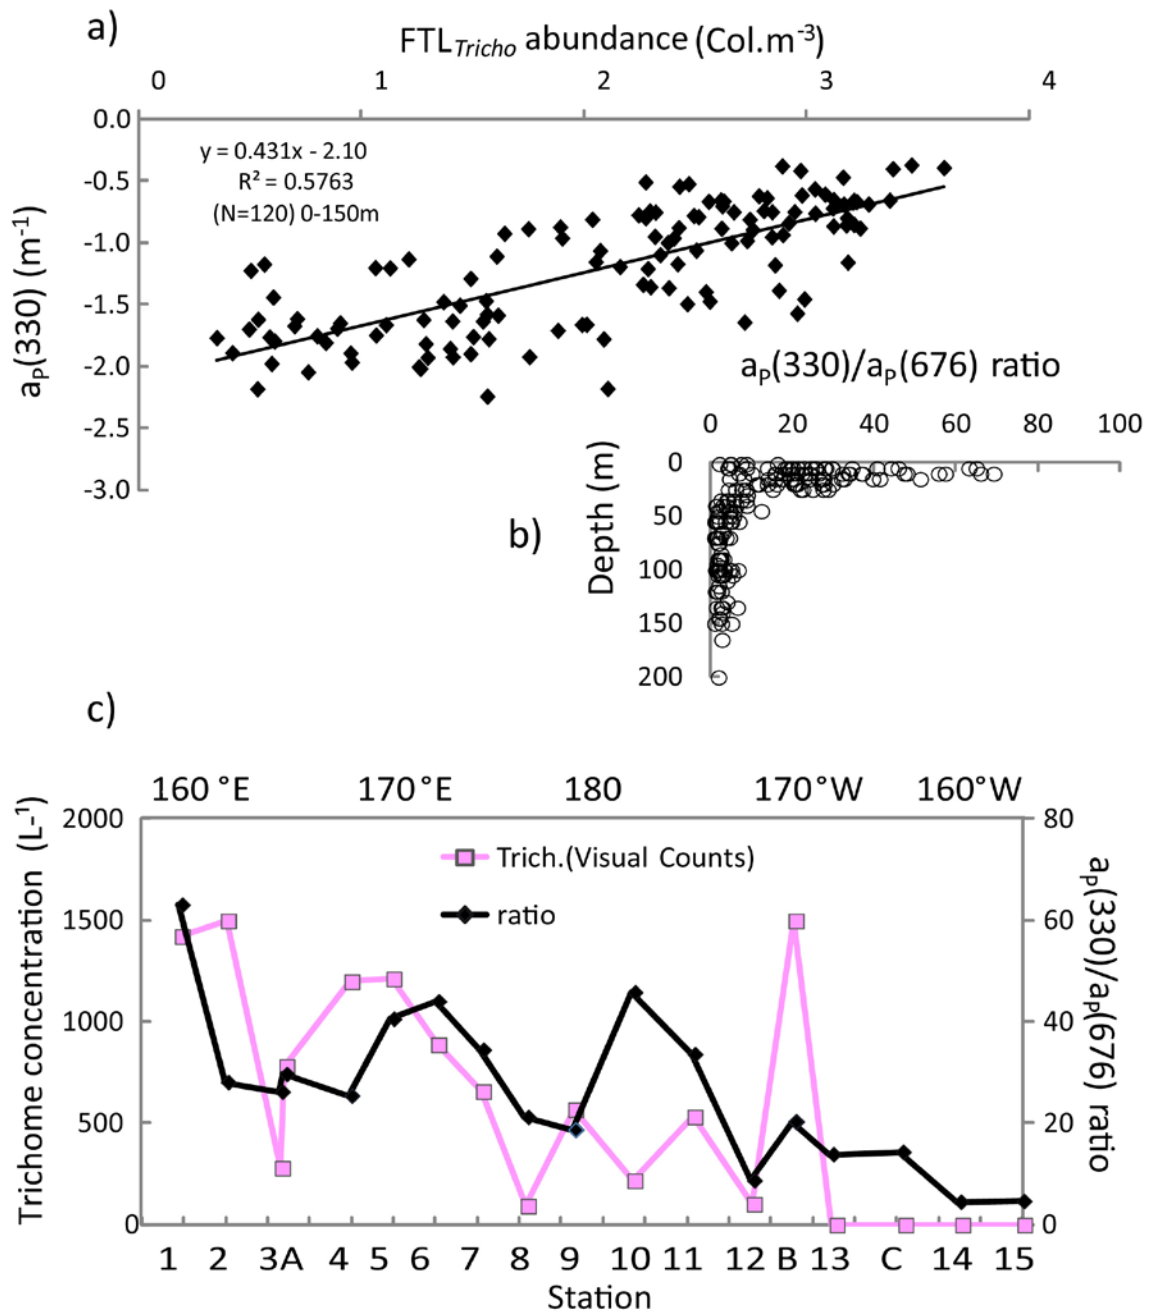 a)
FTL_Tricho abundance (Col.m⁻³)
0 1 2 3 4
0.0
-0.5
-1.0
-1.5
-2.0
-2.5
-3.0
aₚ(330) (m⁻¹)
y = 0.431x - 2.10
R² = 0.5763
(N=120) 0-150m
b)
aₚ(330)/aₚ(676) ratio
0 20 40 60 80 100
0
50
100
150
200
Depth (m)
c)
160 °E 170 °E 180 170°W 160°W
2000
1500
1000
500
0
Trichome concentration (L-¹)
Trich.(Visual Counts)
ratio
80
60
40
20
0
aₚ(330)/aₚ(676) ratio
1 2 3A 4 5 6 7 8 9 10 11 12 B 13 C 14 15
Station